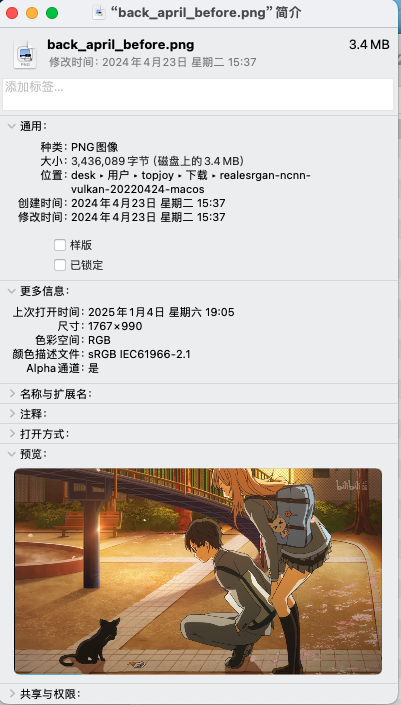 “back_april_before.png”简介
PNG
back_april_before.png 3.4 MB
修改时间：2024年4月23日 星期二 15:37
添加标签...
通用：
种类：PNG图像
大小：3,436,089 字节 (磁盘上的3.4 MB)
位置：desk ▸ 用户 ▸ topjoy ▸ 下载 ▸ realesrgan-ncnn-
vulkan-20220424-macos
创建时间：2024年4月23日 星期二 15:37
修改时间：2024年4月23日 星期二 15:37
样版
已锁定
更多信息：
上次打开时间：2025年1月4日 星期六 19:05
尺寸：1767×990
色彩空间：RGB
颜色描述文件：sRGB IEC61966-2.1
Alpha通道：是
名称与扩展名：
注释：
打开方式：
预览：
bilibili
共享与权限：